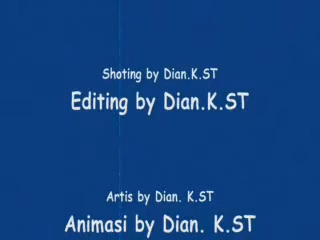 Shoting by Dian.K.ST
Editing by Dian.K.ST
Artis by Dian. K.ST
Animasi by Dian. K.ST